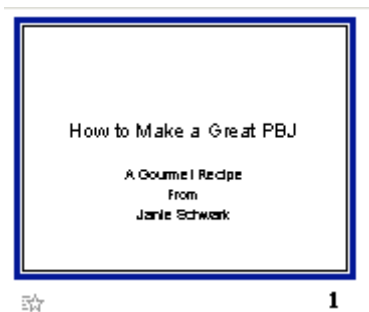 How to Make a Great PBJ
A Gourmet Recipe
From
Janie Schwark
1